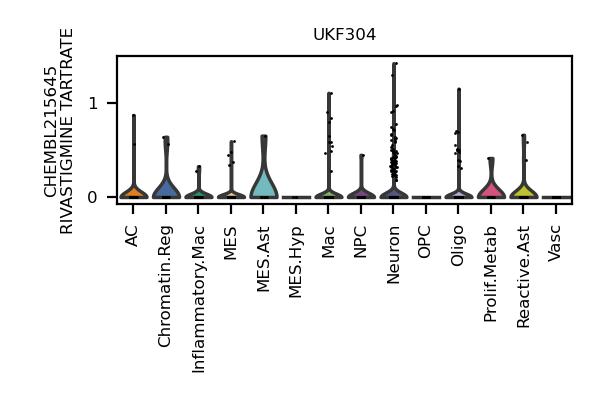 UKF304
CHEMBL215645
RIVASTIGMINE TARTRATE
1
0
AC
Chromatin.Reg
Inflammatory.Mac
MES
MES.Ast
MES.Hyp
Mac
NPC
Neuron
OPC
Oligo
Prolif.Metab
Reactive.Ast
Vasc